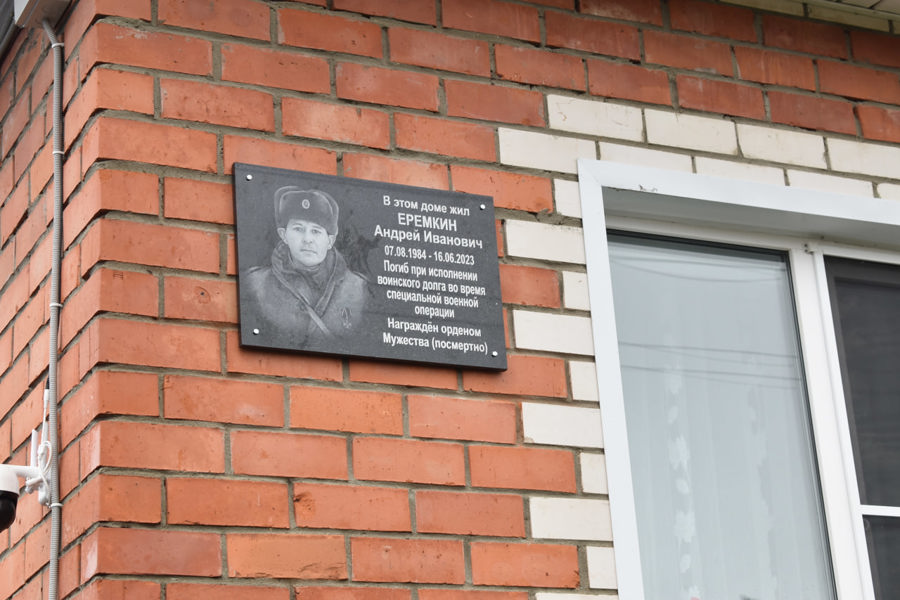 В этом доме жил
ЕРЕМКИН
Андрей Иванович
07.08.1984 - 16.06.2023
Погиб при исполнении
воинского долга во время
специальной военной
операции
Награждён орденом
Мужества (посмертно)